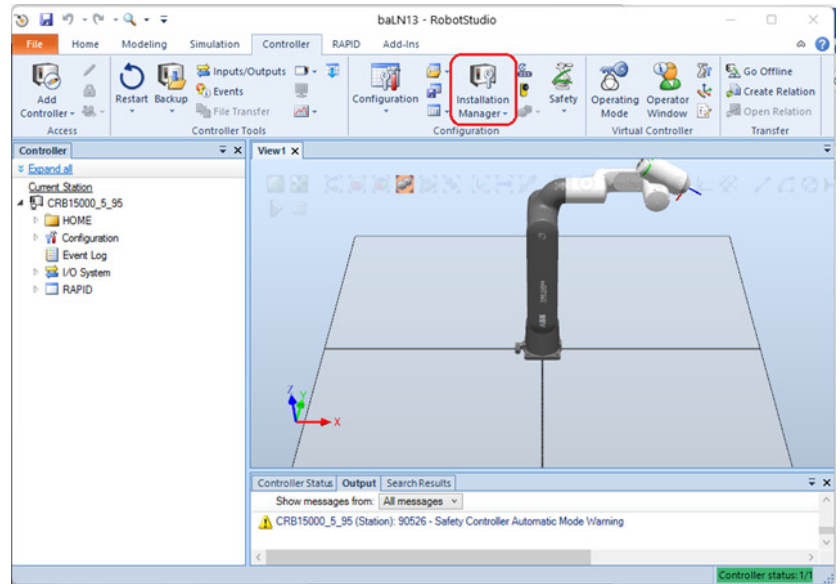 baLN13 - RobotStudio
File Home Modeling Simulation Controller RAPID Add-Ins
Add Controller
Access
Restart Backup
Inputs/Outputs
Events
File Transfer
Controller Tools
Configuration
Installation Manager
Safety
Configuration
Operating Mode
Operator Window
Virtual Controller
Go Offline
Create Relation
Open Relation
Transfer
Controller
Expand all
Current Station
CRB15000_5_95
HOME
Configuration
Event Log
I/O System
RAPID
View1
ABB
Z
Y
X
Controller Status Output Search Results
Show messages from: All messages
CRB15000_5_95 (Station): 90526 - Safety Controller Automatic Mode Warning
Controller status: 1/1